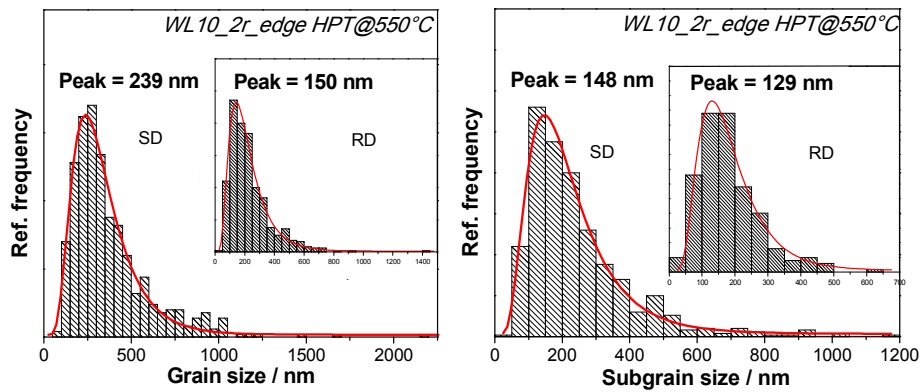 WL10_2r_edge HPT@550°C
Peak = 239 nm
Peak = 150 nm
SD
RD
0 200 400 600 800 1000 1200 1400
Ref. frequency
0 500 1000 1500 2000
Grain size / nm
WL10_2r_edge HPT@550°C
Peak = 148 nm
Peak = 129 nm
SD
RD
0 100 200 300 400 500 600 700
Ref. frequency
0 200 400 600 800 1000 1200
Subgrain size / nm